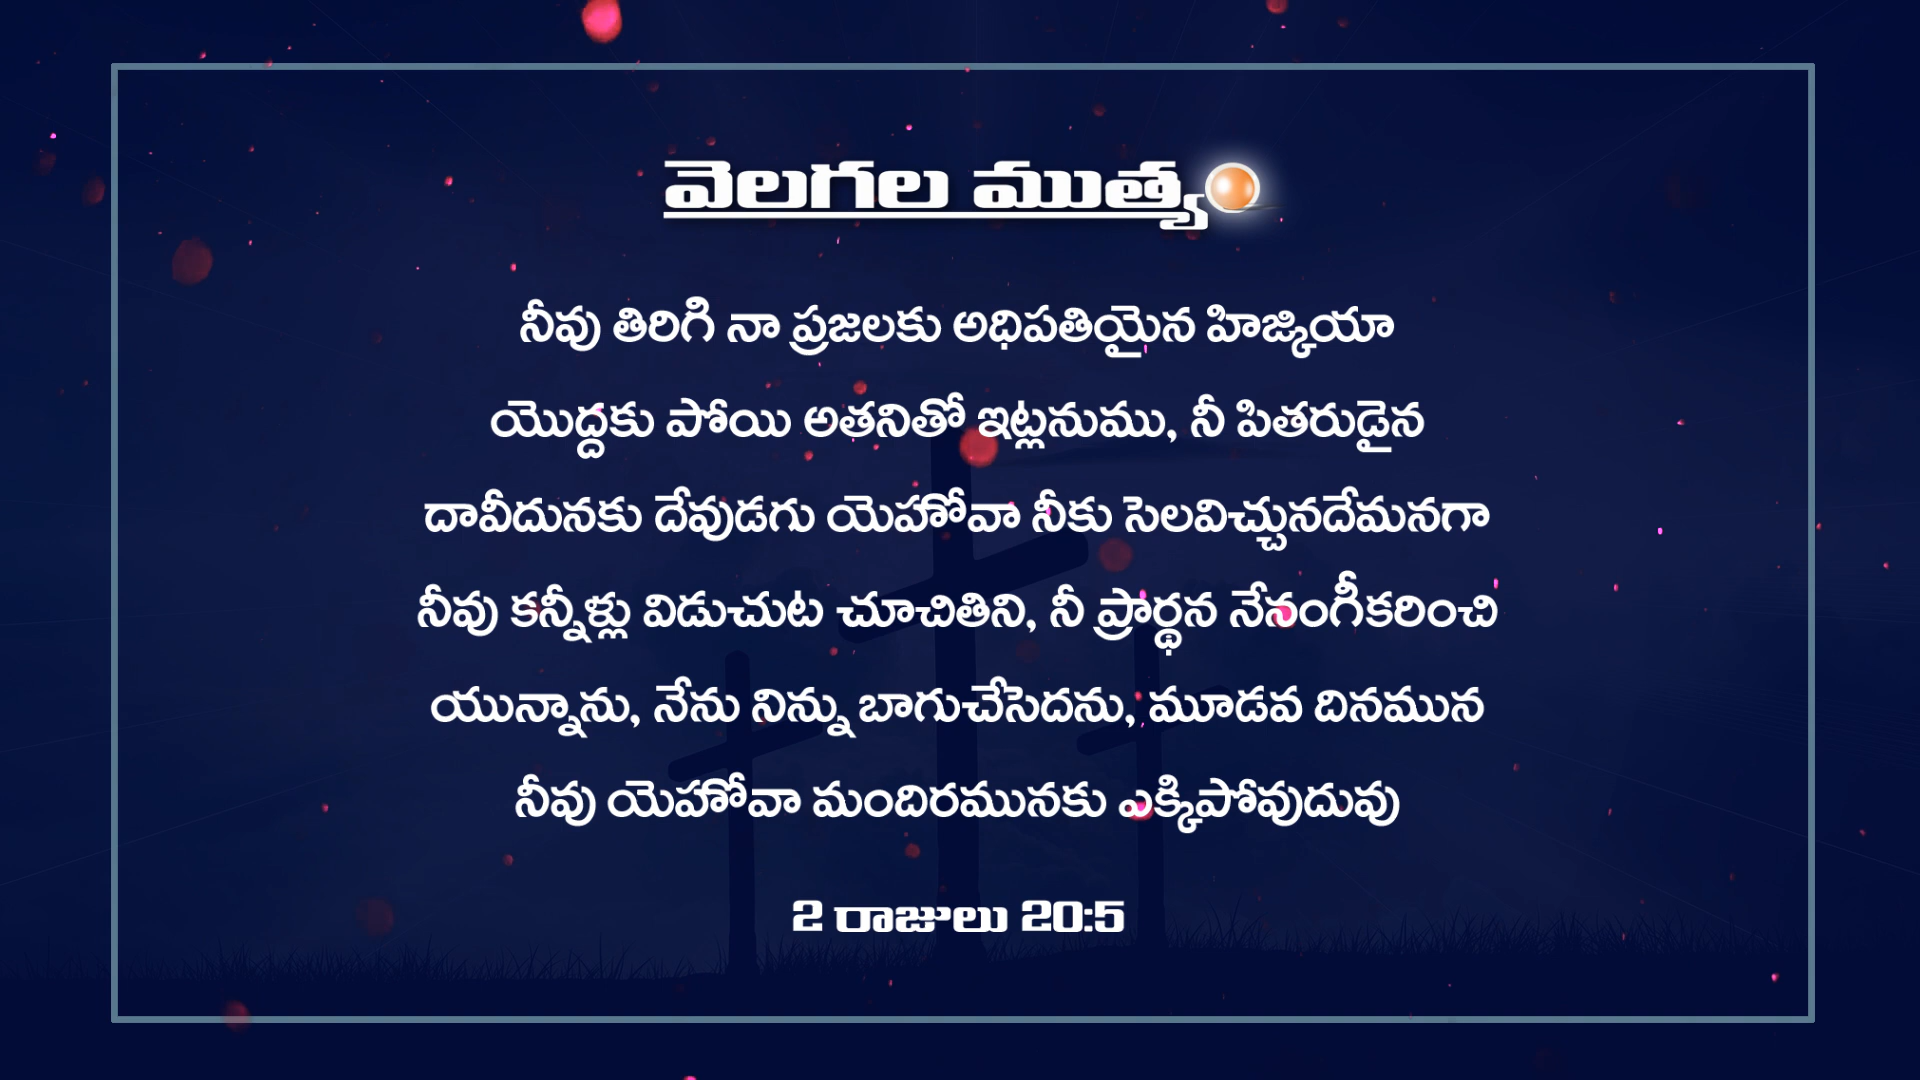 వెలగల ముత్యం
నీవు తిరిగి నా ప్రజలకు అధిపతియైన హిజ్కియా
యొద్దకు పోయి అతనితో ఇట్లనుము, నీ పితరుడైన
దావీదునకు దేవుడగు యెహోవా నీకు సెలవిచ్చునదేమనగా
నీవు కన్నీళ్లు విడుచుట చూచితిని, నీ ప్రార్థన నేనంగీకరించి
యున్నాను, నేను నిన్ను బాగుచేసెదను, మూడవ దినమున
నీవు యెహోవా మందిరమునకు ఎక్కిపోవుదువు
2 రాజులు 20:5